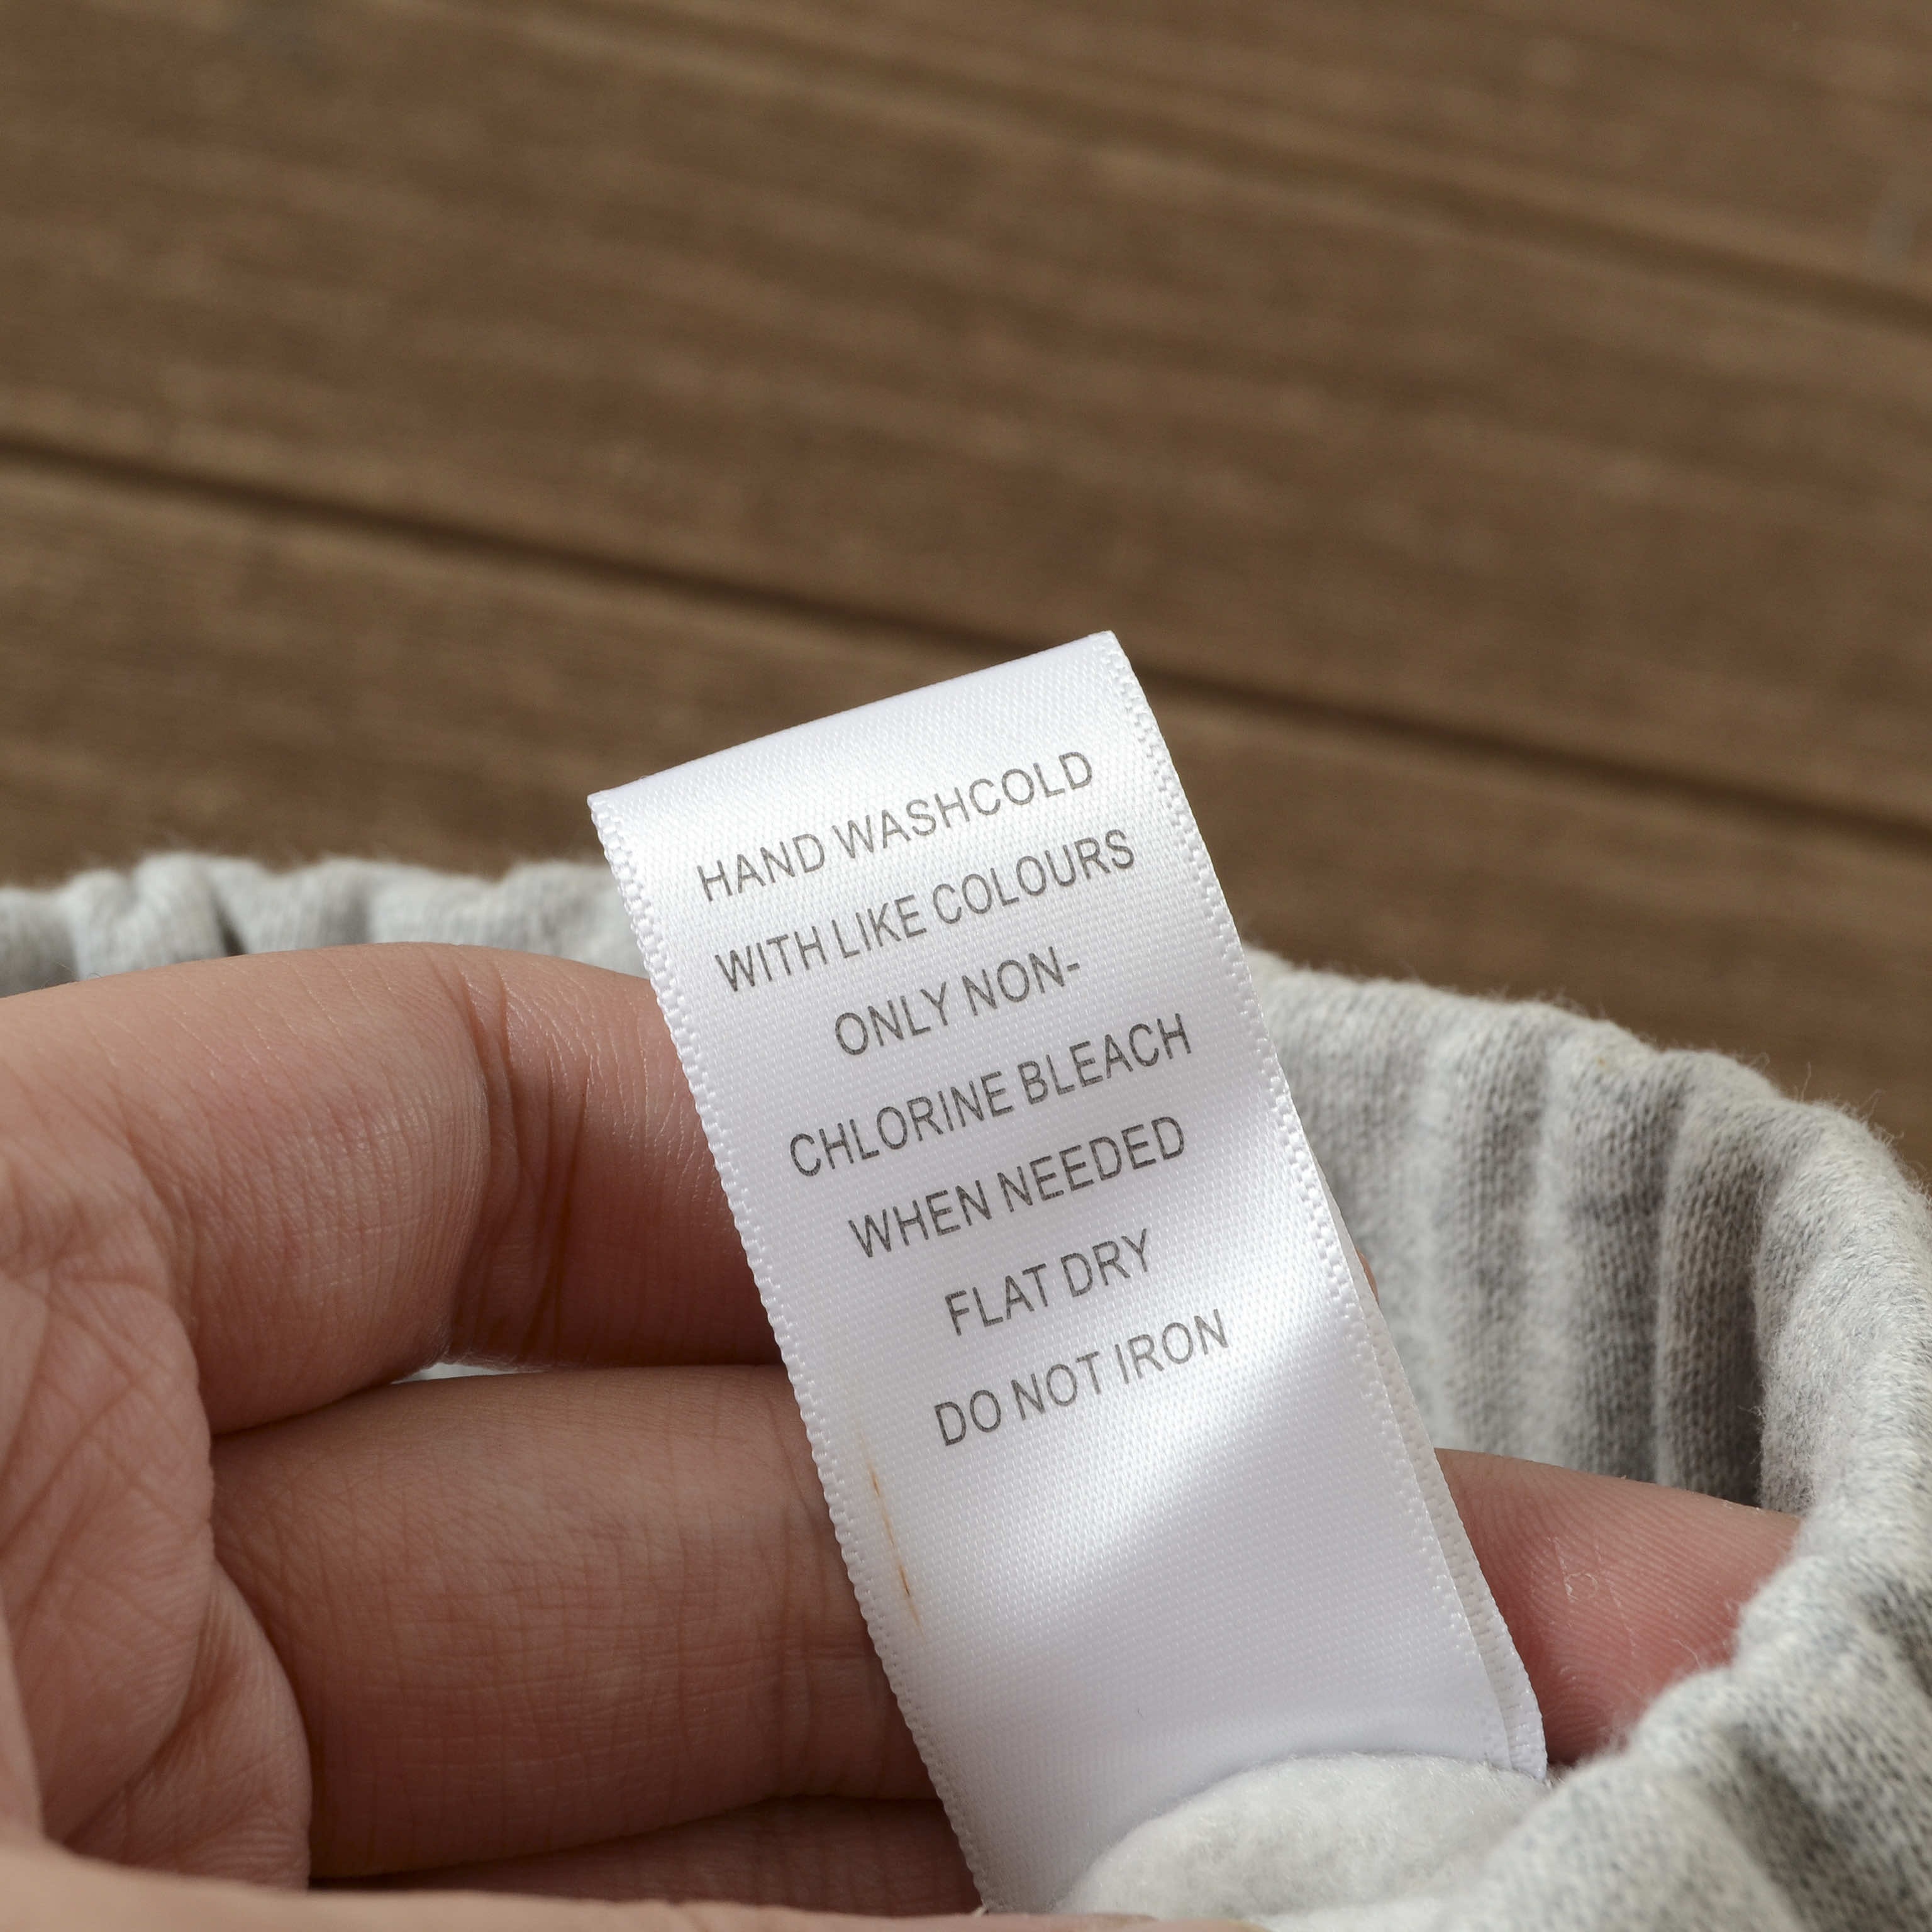 HAND WASHCOLD
WITH LIKE COLOURS
ONLY NON-
CHLORINE BLEACH
WHEN NEEDED
FLAT DRY
DO NOT IRON